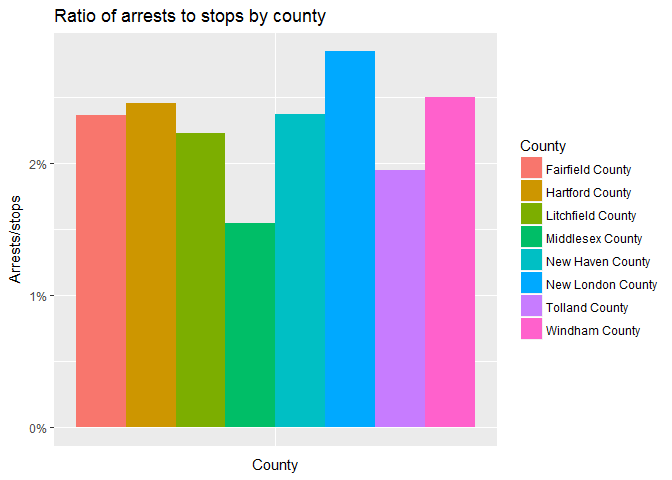 Ratio of arrests to stops by county
Arrests/stops
2%
1%
0%
County
County
Fairfield County
Hartford County
Litchfield County
Middlesex County
New Haven County
New London County
Tolland County
Windham County